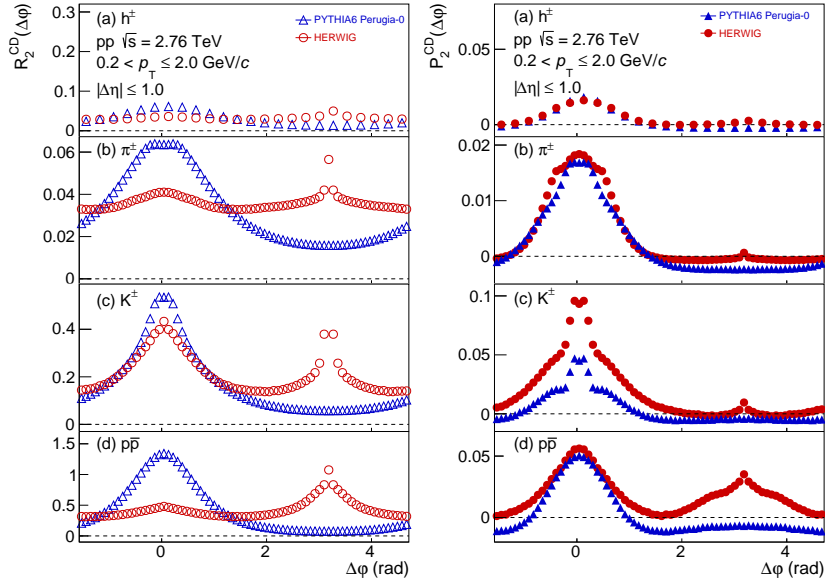 R₂^CD(Δφ)
(a) h±
pp √s = 2.76 TeV
0.2 < p_T ≤ 2.0 GeV/c
|Δη| ≤ 1.0
PYTHIA6 Perugia-0
HERWIG
0.3
0.2
0.1
0
(b) π±
0.06
0.04
0.02
0
(c) K±
0.4
0.2
0
(d) pp̅
1.5
1
0.5
0
0 2 4
Δφ (rad)
P₂^CD(Δφ)
(a) h±
pp √s = 2.76 TeV
0.2 < p_T ≤ 2.0 GeV/c
|Δη| ≤ 1.0
PYTHIA6 Perugia-0
HERWIG
0.05
0
(b) π±
0.02
0.01
0
(c) K±
0.1
0.05
0
(d) pp̅
0.05
0
0 2 4
Δφ (rad)